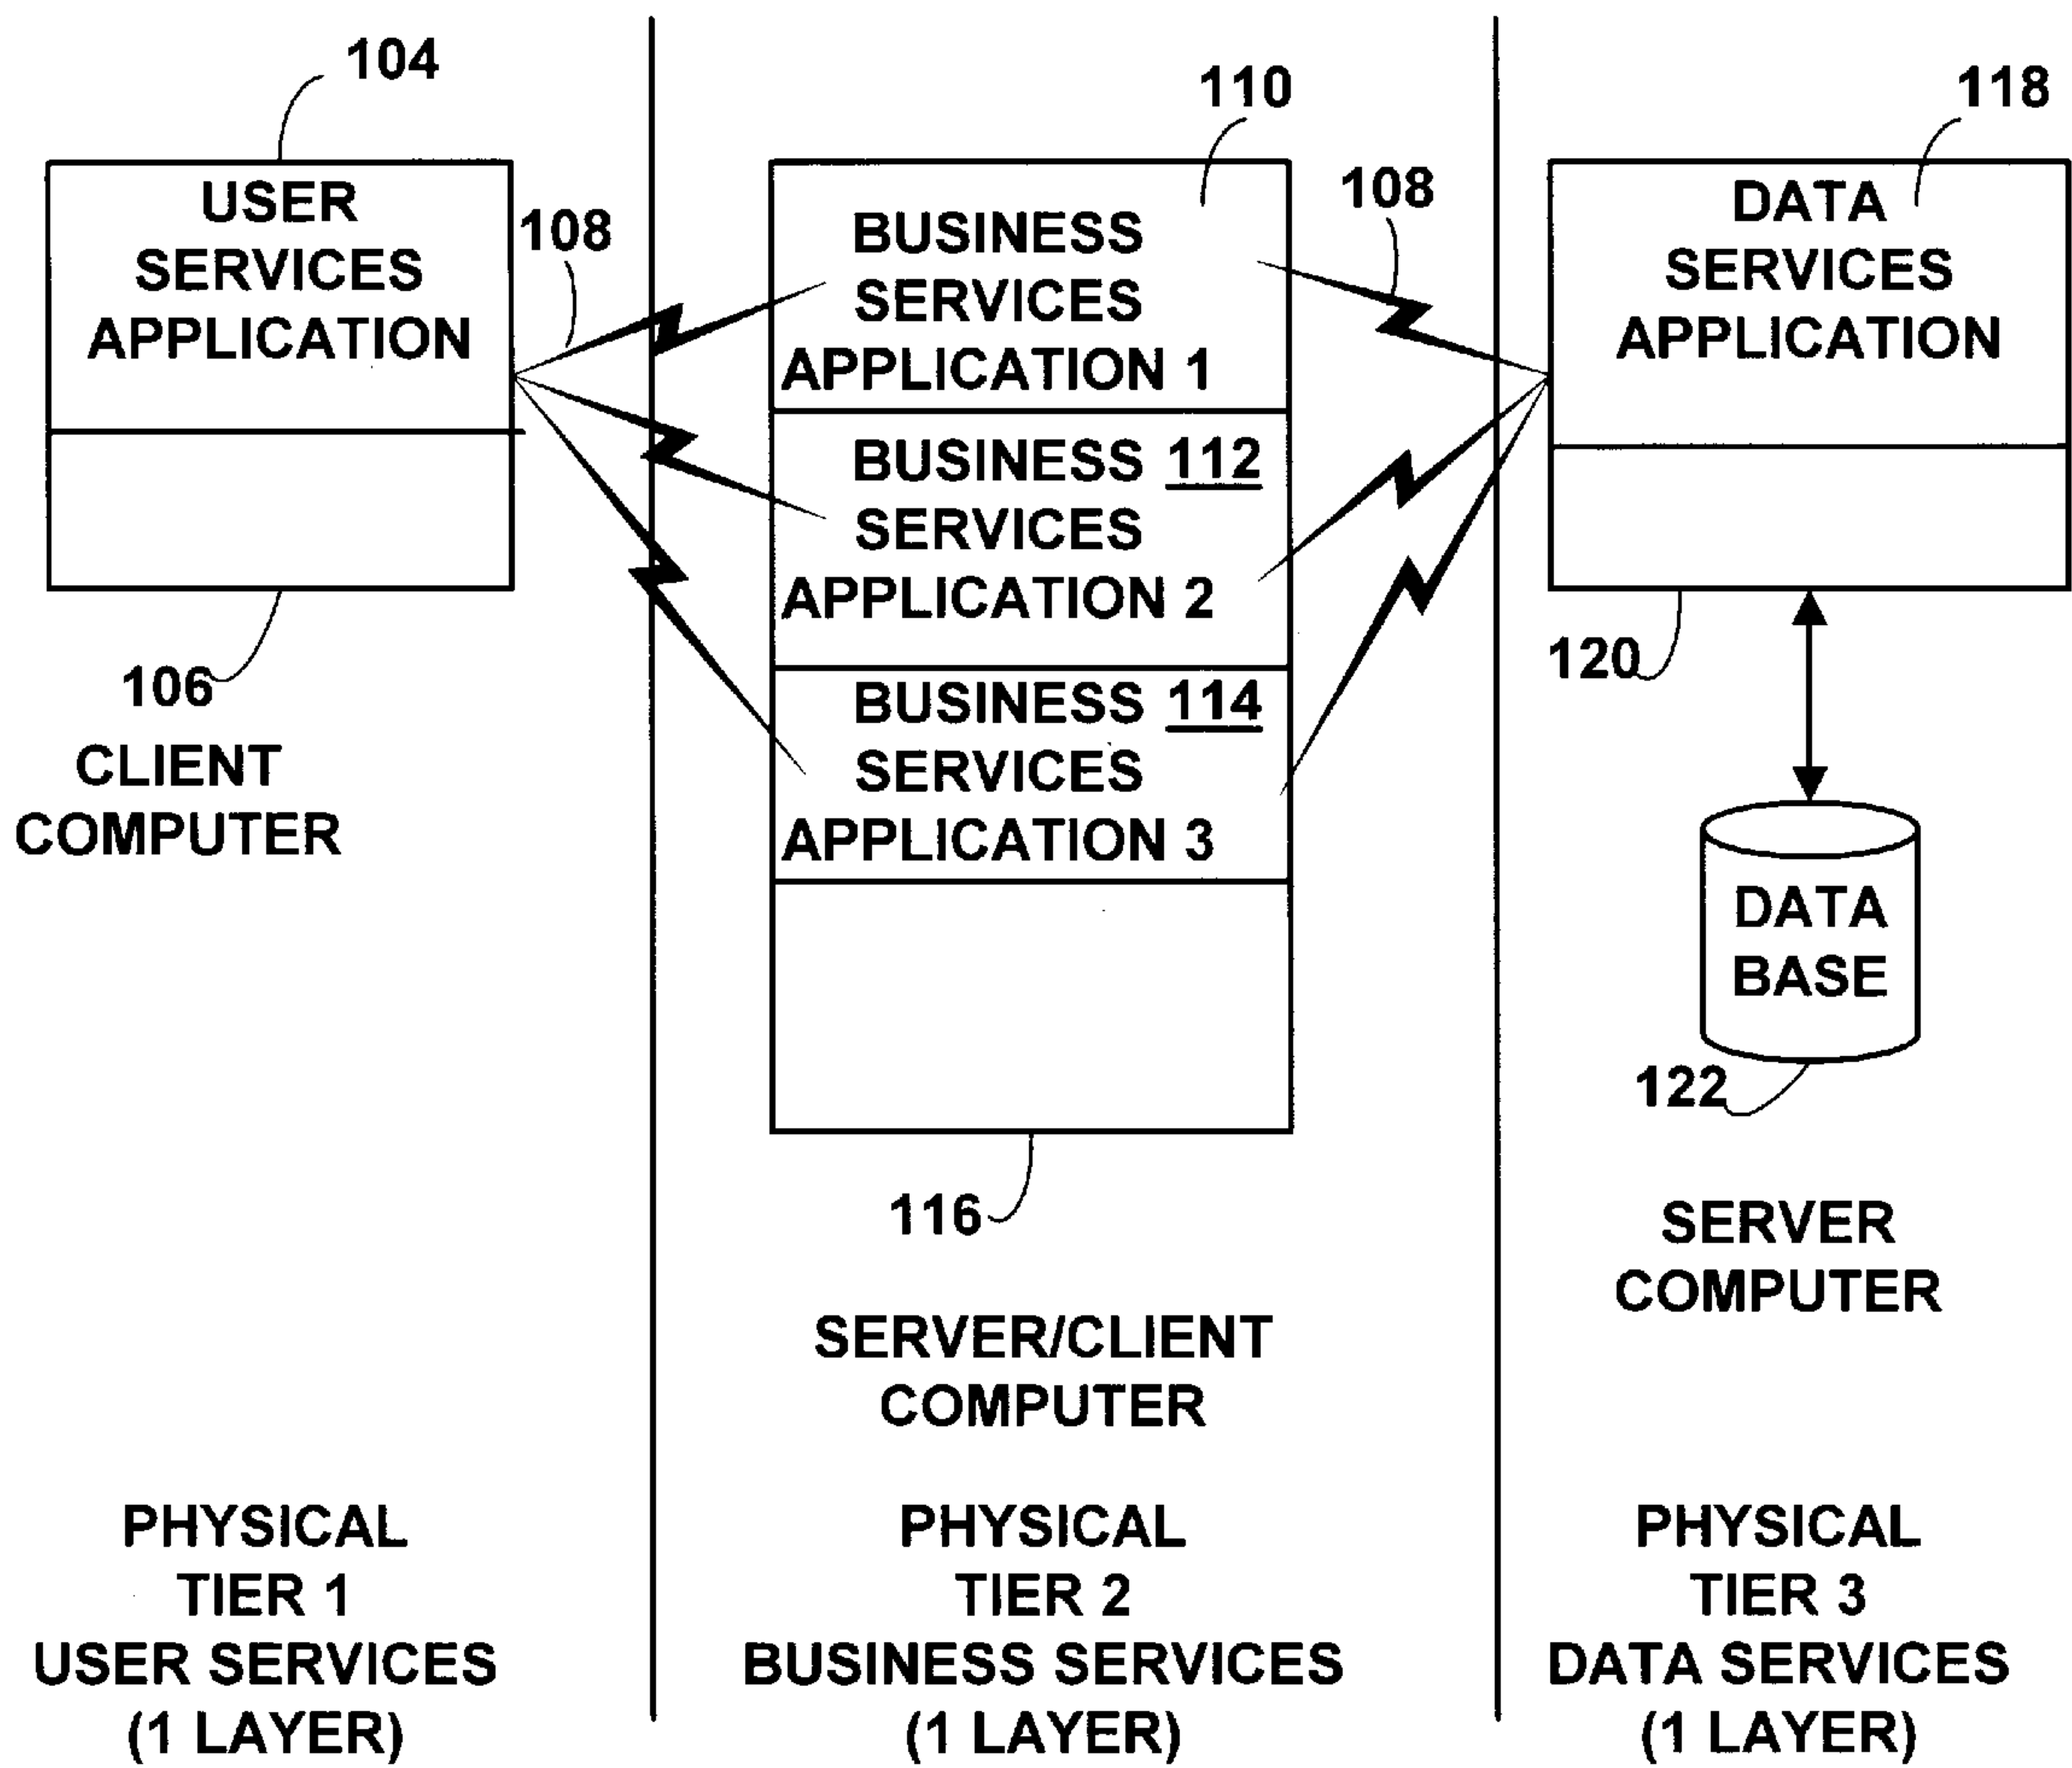 104
USER
SERVICES
APPLICATION
108
106
CLIENT
COMPUTER
PHYSICAL
TIER 1
USER SERVICES
(1 LAYER)
110
BUSINESS
SERVICES
APPLICATION 1
BUSINESS 112
SERVICES
APPLICATION 2
BUSINESS 114
SERVICES
APPLICATION 3
116
SERVER/CLIENT
COMPUTER
PHYSICAL
TIER 2
BUSINESS SERVICES
(1 LAYER)
108
118
DATA
SERVICES
APPLICATION
120
DATA
BASE
122
SERVER
COMPUTER
PHYSICAL
TIER 3
DATA SERVICES
(1 LAYER)